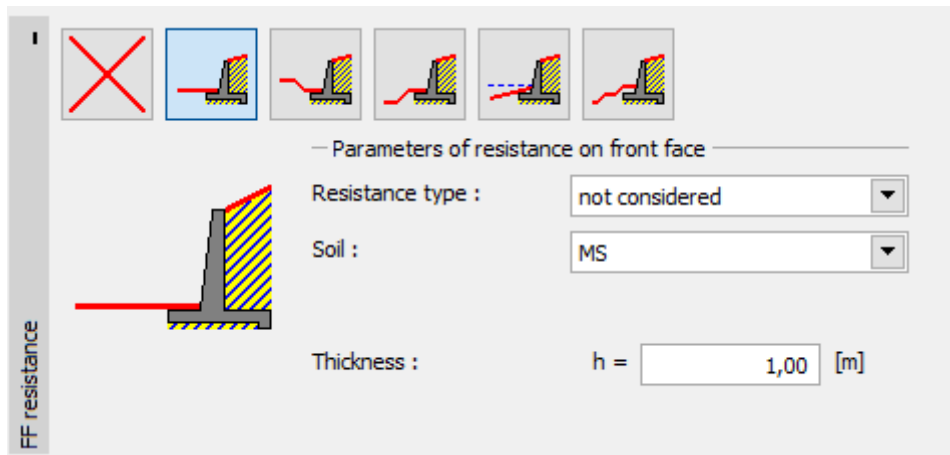 Parameters of resistance on front face
Resistance type :
not considered
Soil :
MS
Thickness :
h =
1,00
[m]
FF resistance